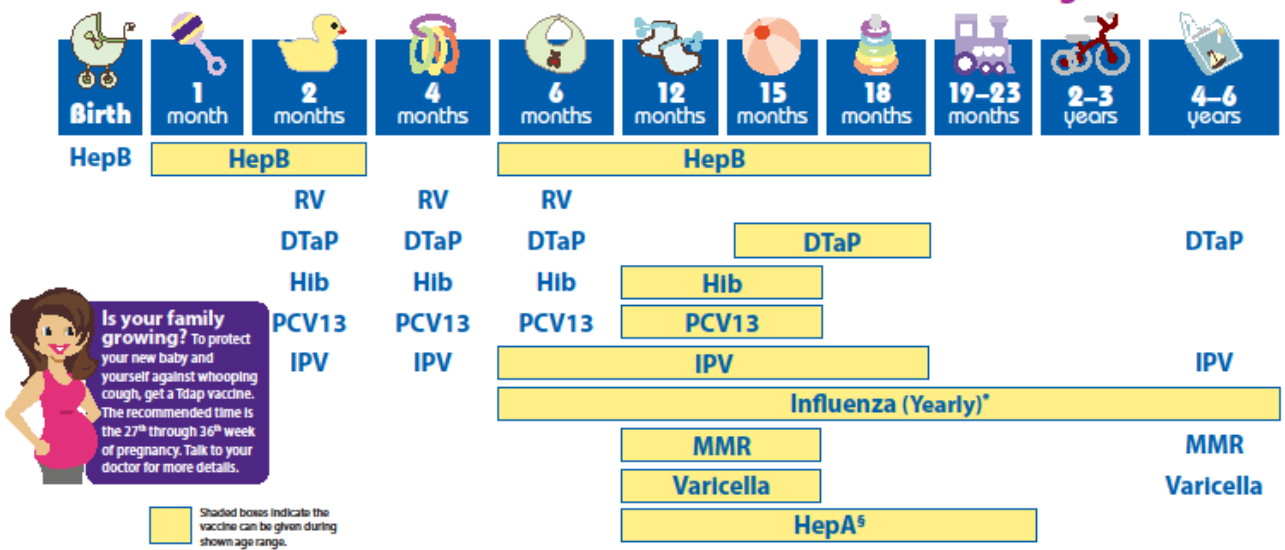 Birth
1
month
2
months
4
months
6
months
12
months
15
months
18
months
19–23
months
2–3
years
4–6
years
HepB HepB HepB
RV RV RV
DTaP DTaP DTaP DTaP DTaP
Hib Hib Hib Hib
PCV13 PCV13 PCV13 PCV13
IPV IPV IPV IPV
Influenza (Yearly)*
MMR MMR
Varicella Varicella
HepA§
Is your family
growing? To protect
your new baby and
yourself against whooping
cough, get a Tdap vaccine.
The recommended time is
the 27th through 36th week
of pregnancy. Talk to your
doctor for more details.
Shaded boxes indicate the
vaccine can be given during
shown age range.